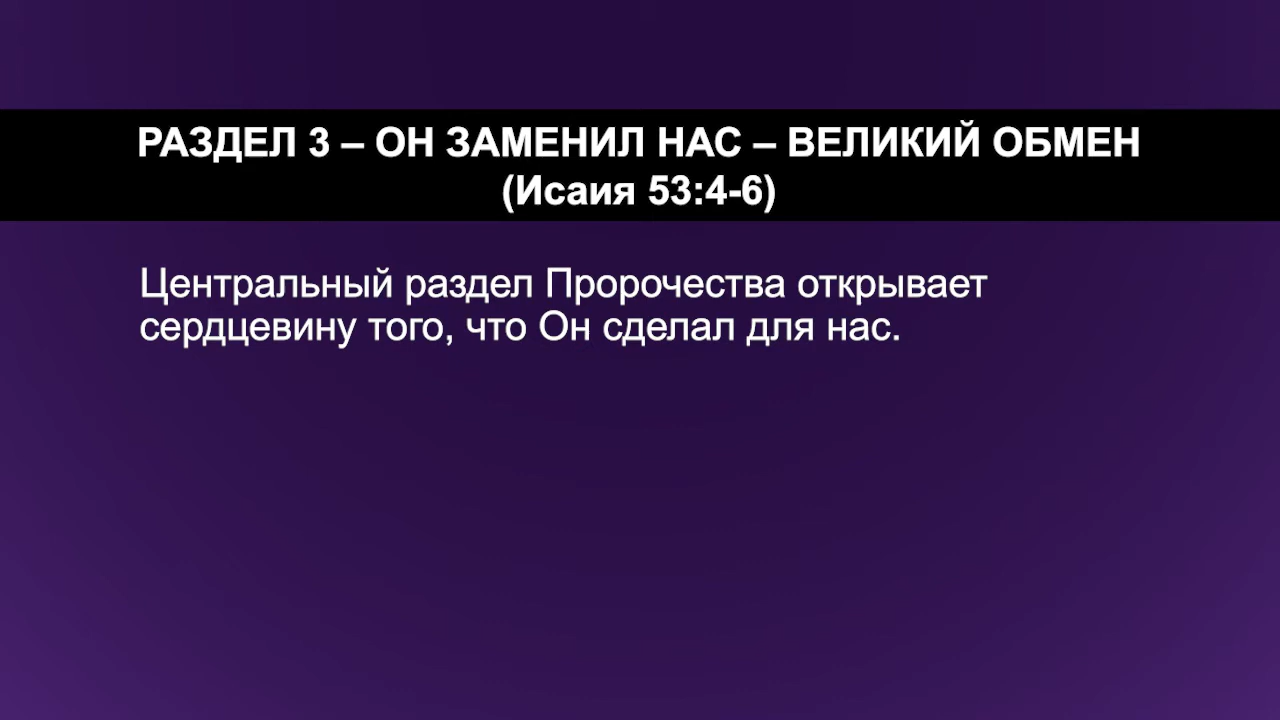 РАЗДЕЛ 3 – ОН ЗАМЕНИЛ НАС – ВЕЛИКИЙ ОБМЕН
(Исаия 53:4-6)
Центральный раздел Пророчества открывает
сердцевину того, что Он сделал для нас.